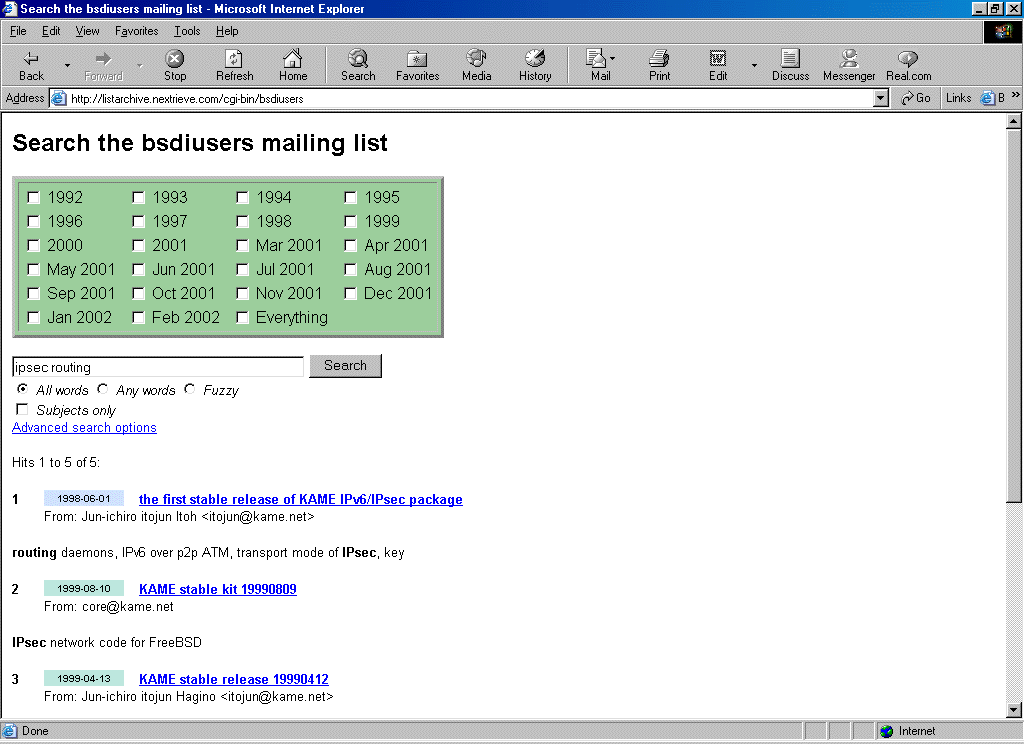 Search the bsdiusers mailing list - Microsoft Internet Explorer
File Edit View Favorites Tools Help
Back Forward Stop Refresh Home Search Favorites Media History Mail Print Edit Discuss Messenger Real.com
Address http://listarchive.nextrieve.com/cgi-bin/bsdiusers Go Links B »
Search the bsdiusers mailing list
1992 1993 1994 1995
1996 1997 1998 1999
2000 2001 Mar 2001 Apr 2001
May 2001 Jun 2001 Jul 2001 Aug 2001
Sep 2001 Oct 2001 Nov 2001 Dec 2001
Jan 2002 Feb 2002 Everything
ipsec routing Search
All words Any words Fuzzy
Subjects only
Advanced search options
Hits 1 to 5 of 5:
1 1998-06-01 the first stable release of KAME IPv6/IPsec package
From: Jun-ichiro itojun Itoh <itojun@kame.net>
routing daemons, IPv6 over p2p ATM, transport mode of IPsec, key
2 1999-08-10 KAME stable kit 19990809
From: core@kame.net
IPsec network code for FreeBSD
3 1999-04-13 KAME stable release 19990412
From: Jun-ichiro itojun Hagino <itojun@kame.net>
Done Internet